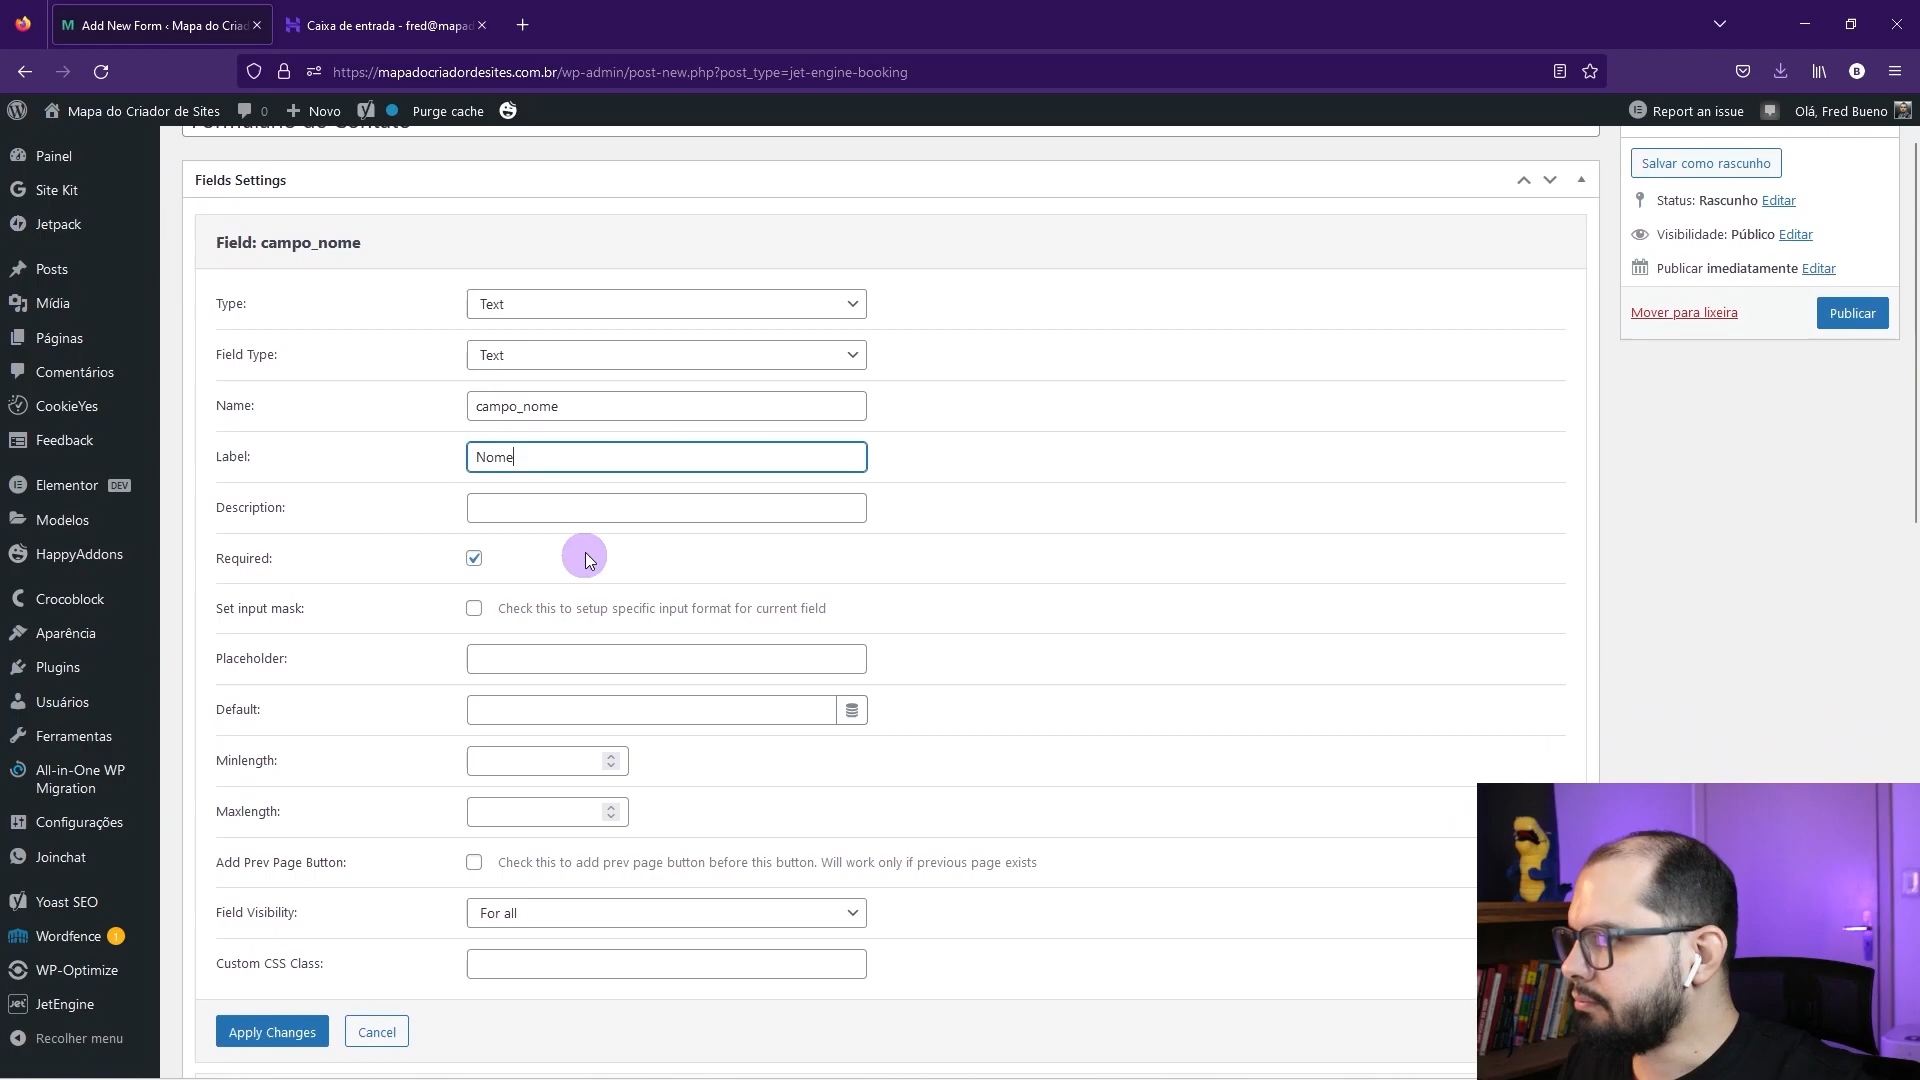 Add New Form ‹ Mapa do Criad
Caixa de entrada - fred@mapad
https://mapadocriadordesites.com.br/wp-admin/post-new.php?post_type=jet-engine-booking
B
Mapa do Criador de Sites
0
Novo
Purge cache
Report an issue
Olá, Fred Bueno
Painel
Site Kit
Jetpack
Posts
Mídia
Páginas
Comentários
CookieYes
Feedback
Elementor DEV
Modelos
HappyAddons
Crocoblock
Aparência
Plugins
Usuários
Ferramentas
All-in-One WP
Migration
Configurações
Joinchat
Yoast SEO
Wordfence 1
WP-Optimize
JetEngine
Recolher menu
Formulário de Contato
Fields Settings
Field: campo_nome
Type: Text
Field Type: Text
Name: campo_nome
Label: Nome
Description:
Required:
Set input mask: Check this to setup specific input format for current field
Placeholder:
Default:
Minlength:
Maxlength:
Add Prev Page Button: Check this to add prev page button before this button. Will work only if previous page exists
Field Visibility: For all
Custom CSS Class:
Apply Changes
Cancel
Salvar como rascunho
Status: Rascunho Editar
Visibilidade: Público Editar
Publicar imediatamente Editar
Mover para lixeira
Publicar